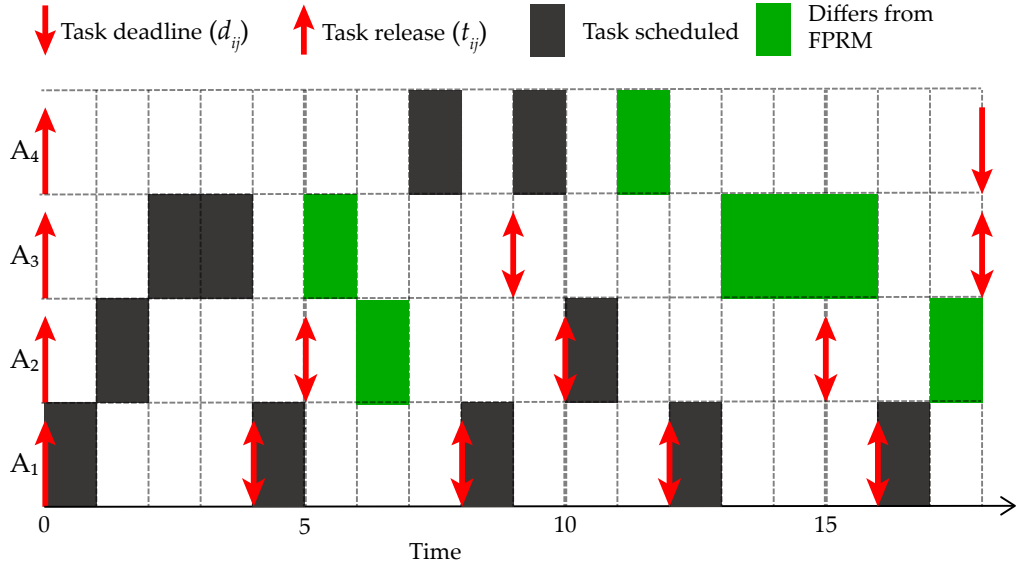 Task deadline (d_ij)
Task release (t_ij)
Task scheduled
Differs from
FPRM
A4
A3
A2
A1
0
5
10
15
Time